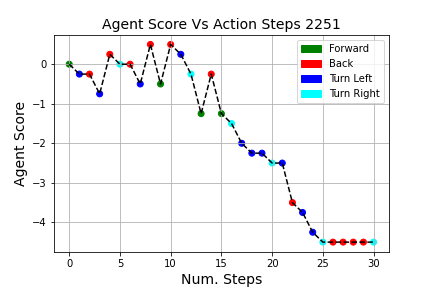 Agent Score Vs Action Steps 2251
Forward
Back
Turn Left
Turn Right
Agent Score
0
−1
−2
−3
−4
0
5
10
15
20
25
30
Num. Steps